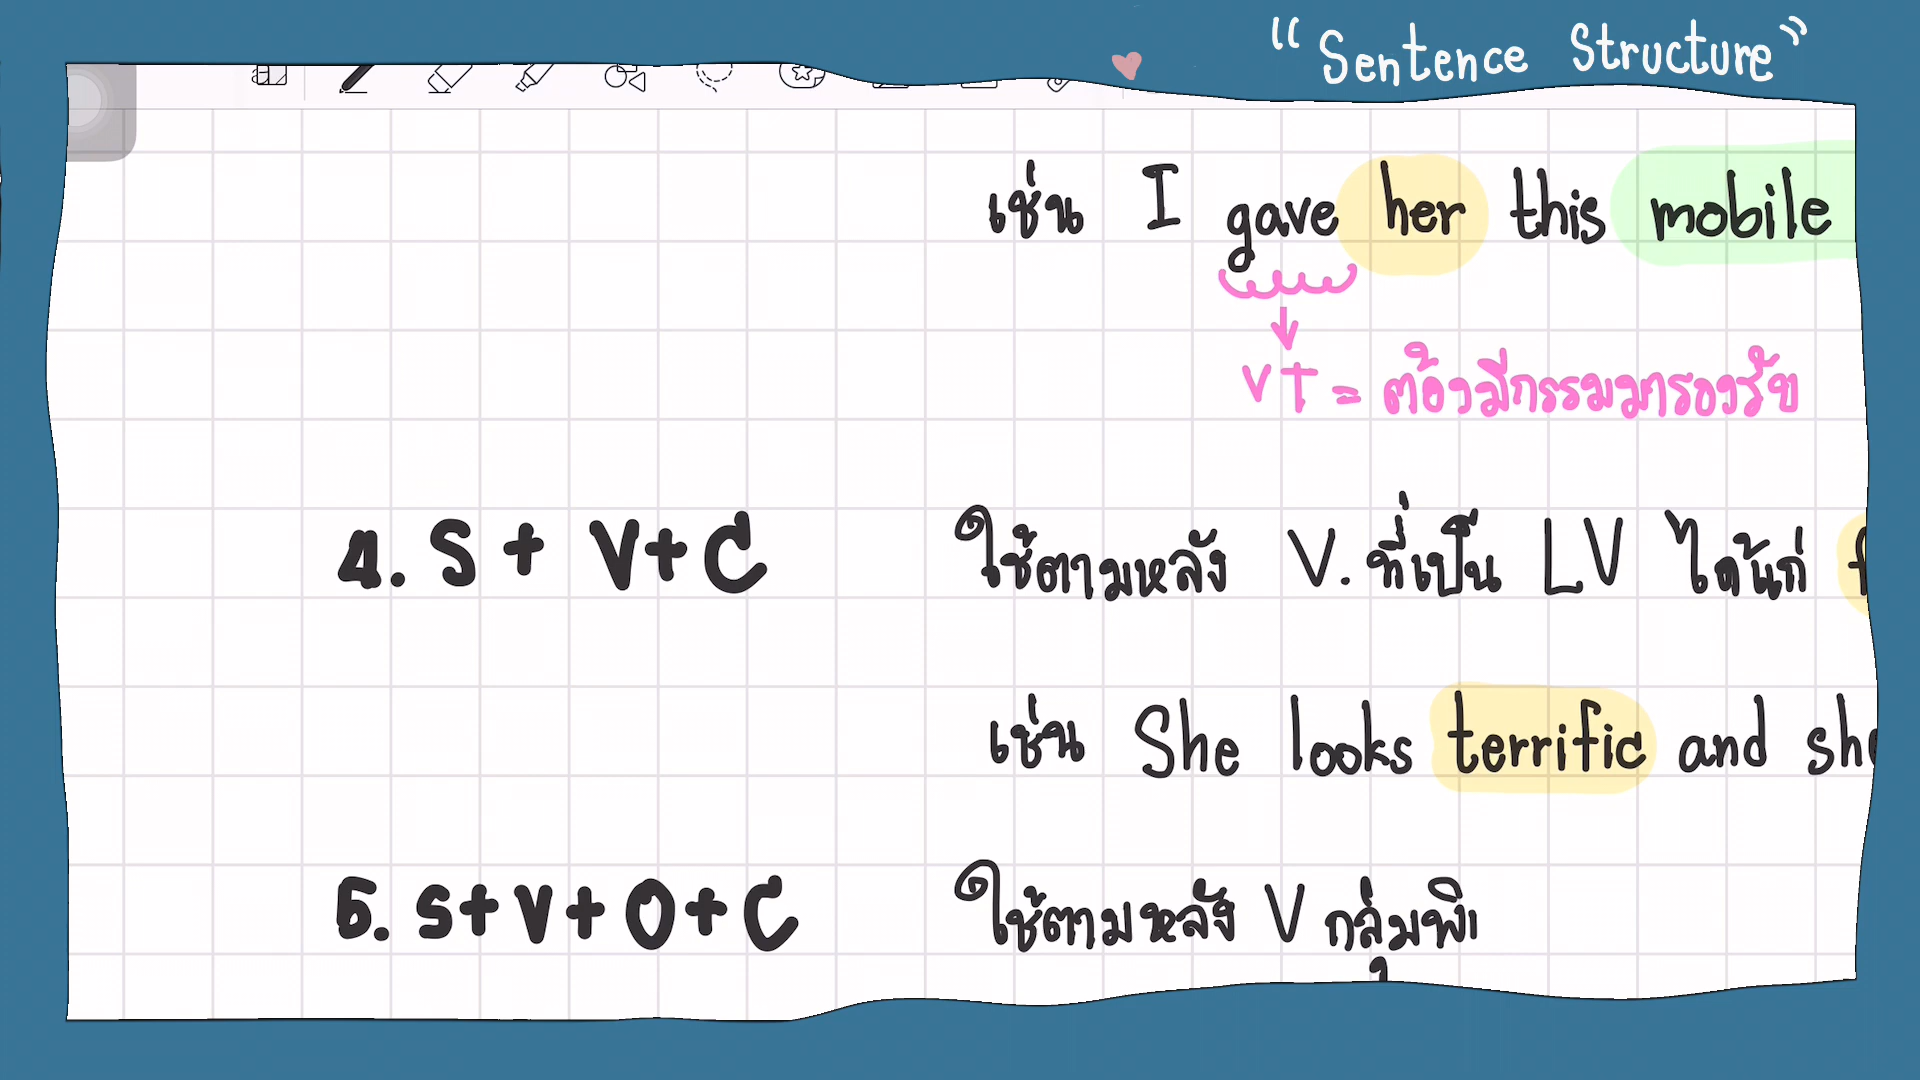 “Sentence Structure”
เช่น I gave her this mobile
VT = ต้องมีกรรมมารองรับ
4. S + V+C ใช้ตามหลัง V. ที่เป็น LV ได้แก่
เช่น She looks terrific and she
5. S+V+O+C ใช้ตามหลัง V กลุ่มพิ